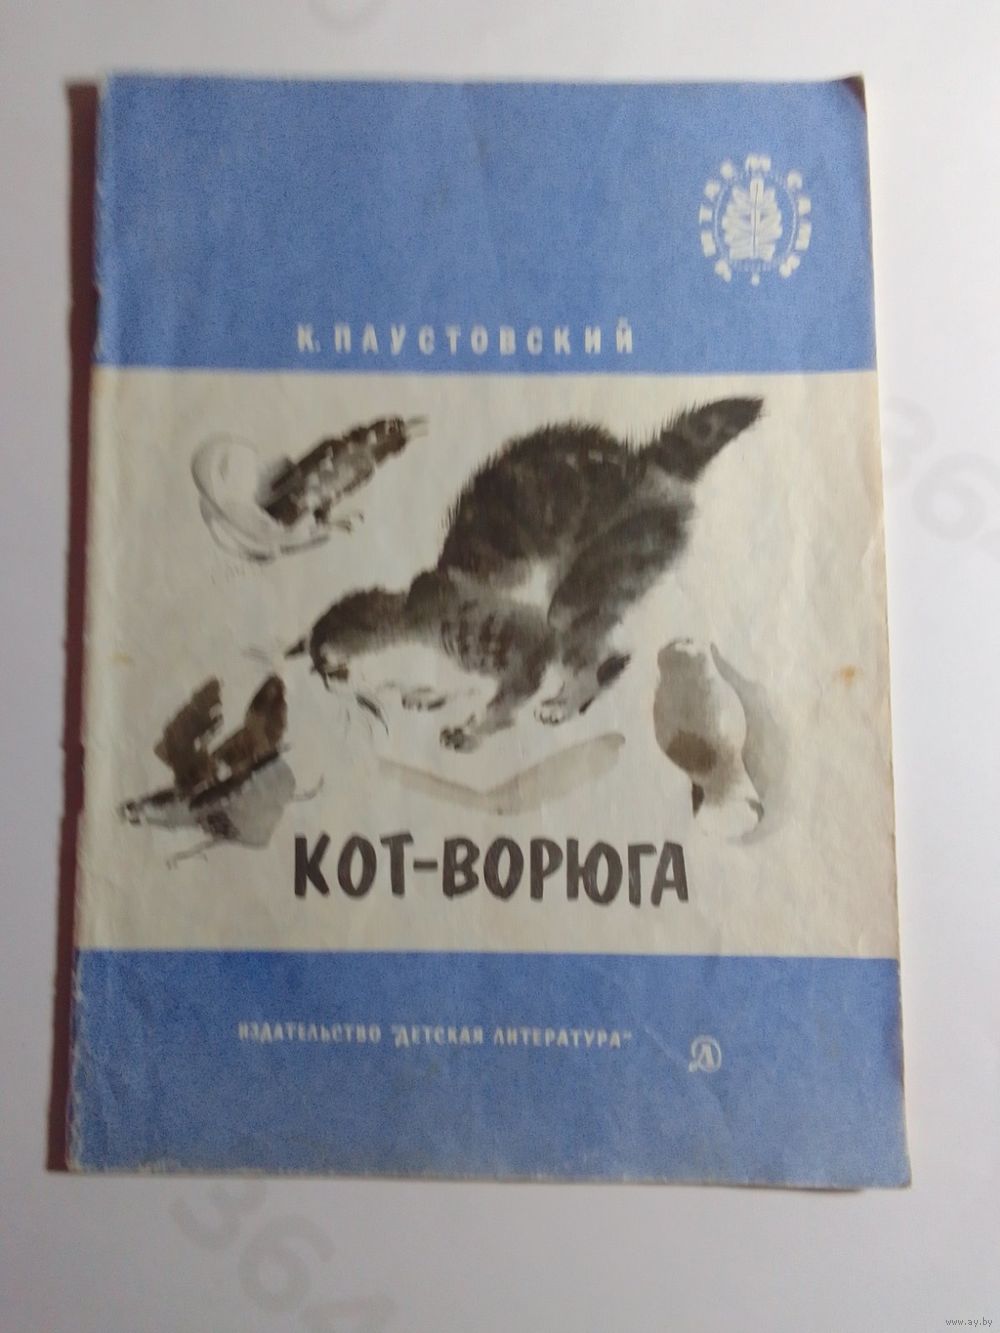 ЧИТАЕМ САМИ
К. ПАУСТОВСКИЙ
КОТ-ВОРЮГА
ИЗДАТЕЛЬСТВО "ДЕТСКАЯ ЛИТЕРАТУРА"
www.ay.by